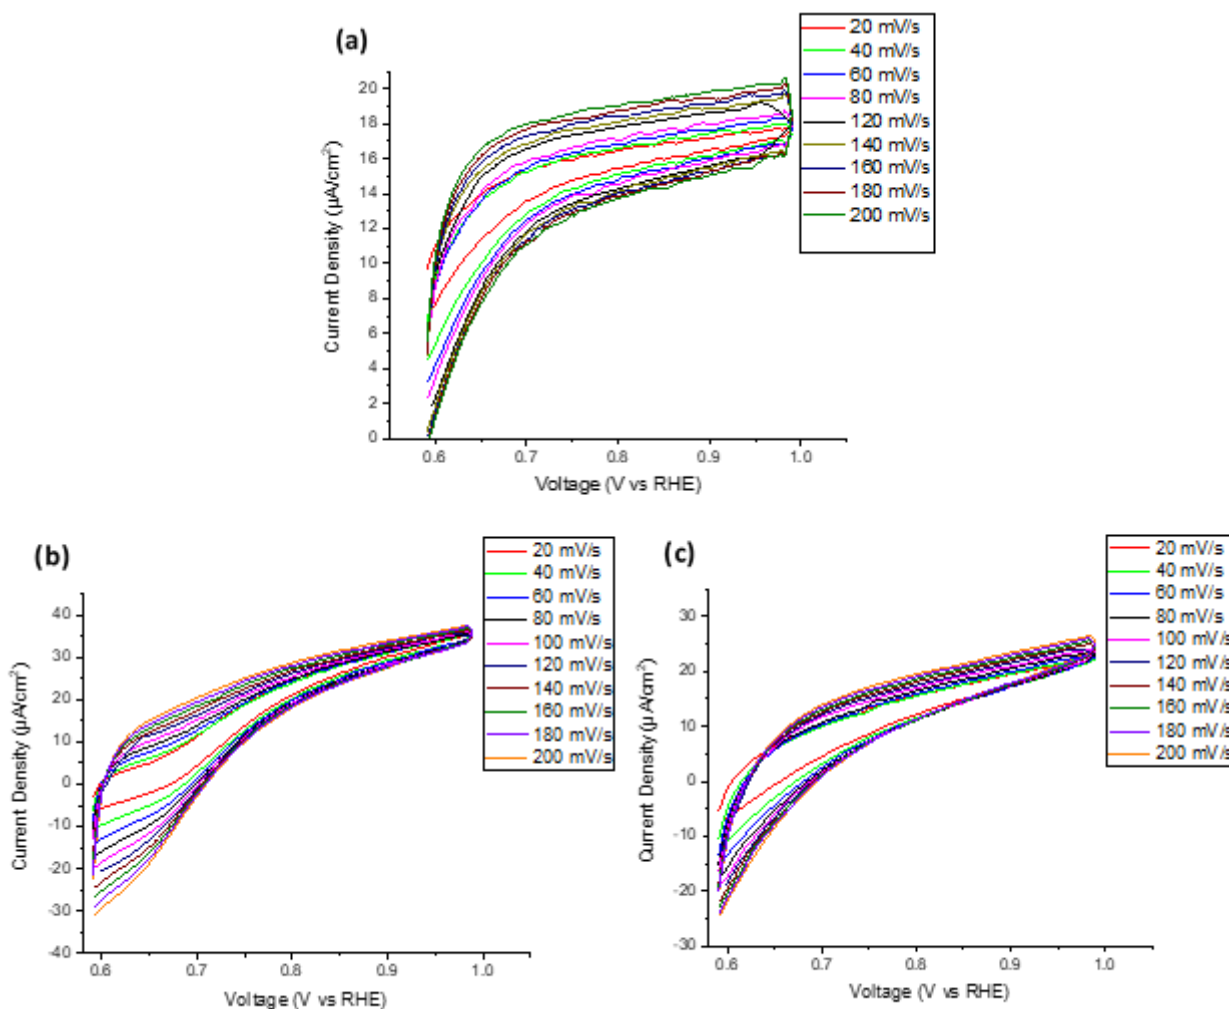 (a)
20 mV/s
40 mV/s
60 mV/s
80 mV/s
120 mV/s
140 mV/s
160 mV/s
180 mV/s
200 mV/s
20
18
16
14
12
10
8
6
4
2
0
Current Density (µA/cm²)
0.6 0.7 0.8 0.9 1.0
Voltage (V vs RHE)
(b)
20 mV/s
40 mV/s
60 mV/s
80 mV/s
100 mV/s
120 mV/s
140 mV/s
160 mV/s
180 mV/s
200 mV/s
40
30
20
10
0
-10
-20
-30
-40
Current Density (µA/cm²)
0.6 0.7 0.8 0.9 1.0
Voltage (V vs RHE)
(c)
20 mV/s
40 mV/s
60 mV/s
80 mV/s
100 mV/s
120 mV/s
140 mV/s
160 mV/s
180 mV/s
200 mV/s
30
20
10
0
-10
-20
-30
Current Density (µA/cm²)
0.6 0.7 0.8 0.9 1.0
Voltage (V vs RHE)